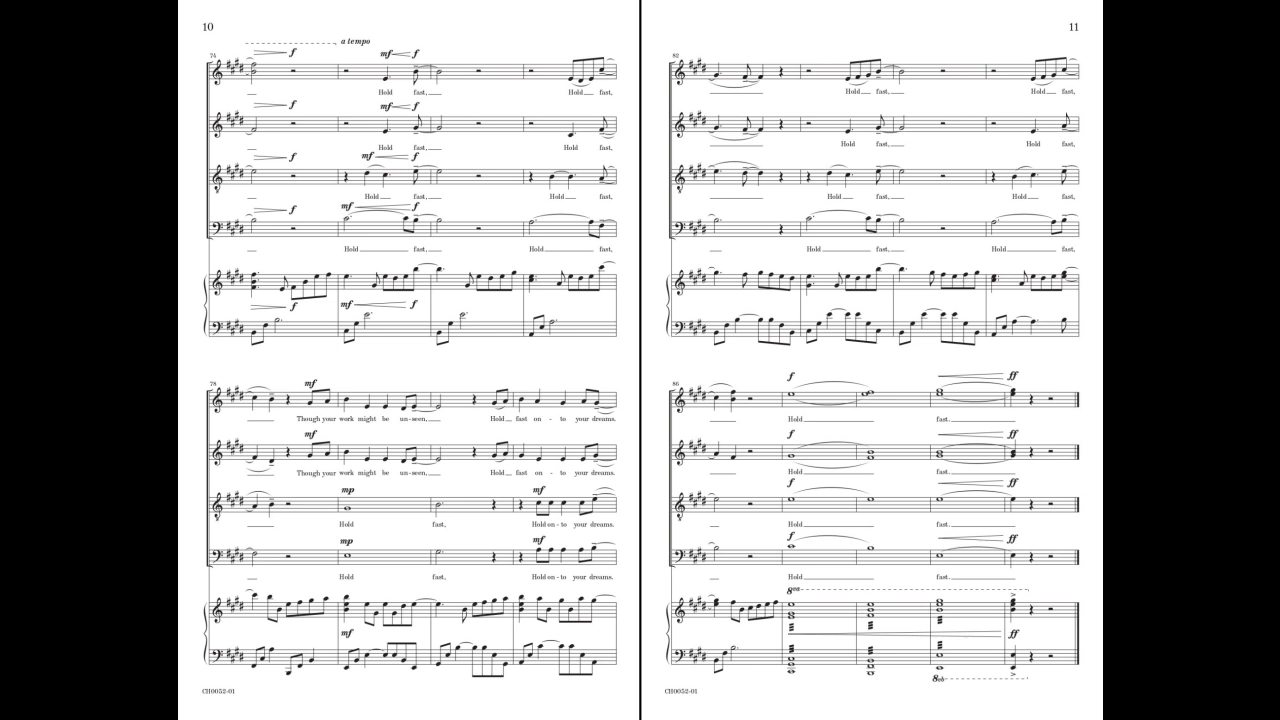 10
a tempo
74
f
mf f
Hold fast,
f
mf f
Hold fast,
f
mf f
Hold fast, Hold fast,
f
mf f
Hold fast, Hold fast,
f
mf f
78
mf
Though your work might be un-seen, Hold fast on - to your dreams.
mf
Though your work might be un-seen, Hold fast on - to your dreams.
mp mf
Hold fast, Hold on - to your dreams.
mp mf
Hold fast, Hold on - to your dreams.
mf
CH0052-01
11
82
Hold fast, Hold fast,
Hold fast, Hold fast,
Hold fast, Hold fast,
Hold fast, Hold fast,
86
f ff
Hold fast.
f ff
Hold fast.
f ff
Hold fast.
f ff
Hold fast.
8va
ff
8vb
CH0052-01